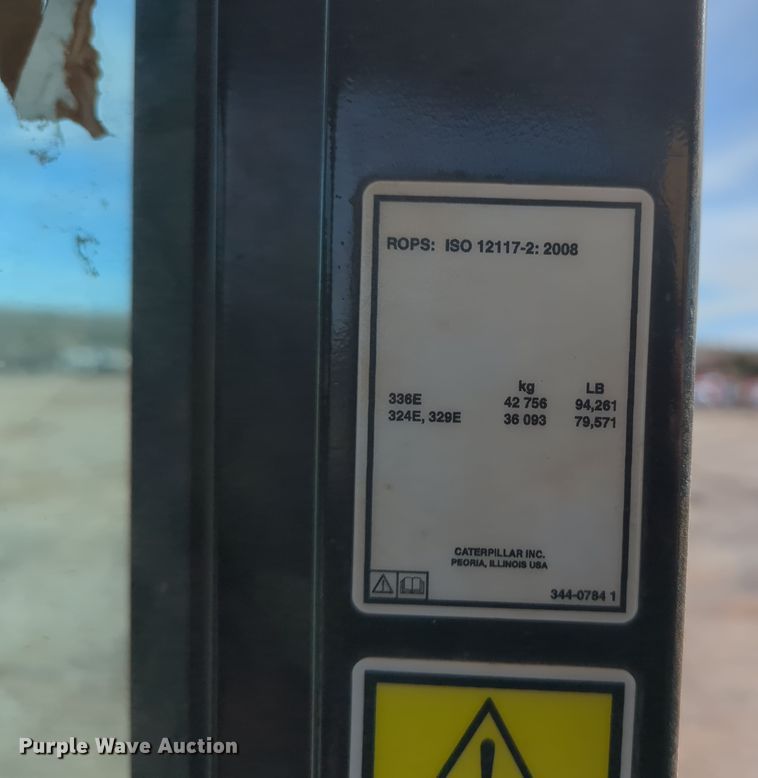 ROPS: ISO 12117-2: 2008
kg LB
336E 42 756 94,261
324E, 329E 36 093 79,571
CATERPILLAR INC.
PEORIA, ILLINOIS USA
344-0784 1
Purple Wave Auction